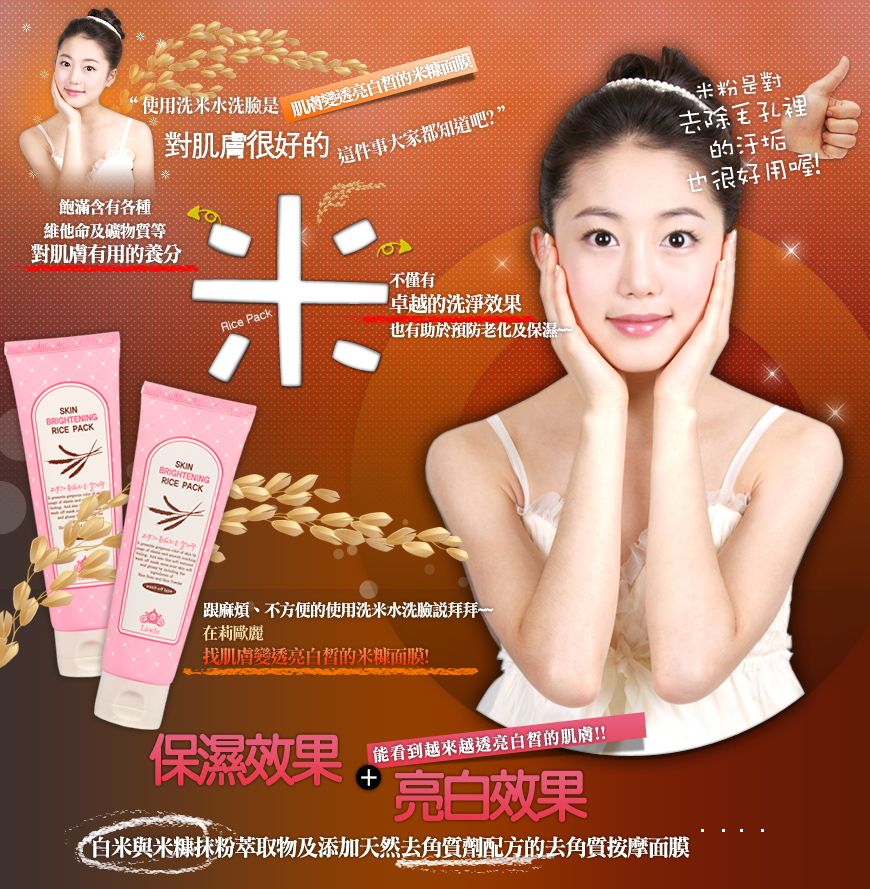 “ 使用洗米水洗臉是 肌膚變透亮白皙的米糠面膜
對肌膚很好的 這件事大家都知道吧? ”
米粉是對
去除毛孔裡
的汙垢
也很好用喔!
飽滿含有各種
維他命及礦物質等
對肌膚有用的養分
米
Rice Pack
不僅有
卓越的洗淨效果
也有助於預防老化及保濕~~
SKIN
BRIGHTENING
RICE PACK
SKIN
BRIGHTENING
RICE PACK
wash-off type
Lioele
跟麻煩、不方便的使用洗米水洗臉説拜拜~~
在莉歐麗
找肌膚變透亮白皙的米糠面膜!
保濕效果
+
能看到越來越透亮白皙的肌膚!!
亮白效果
白米與米糠抹粉萃取物及添加天然去角質劑配方的去角質按摩面膜